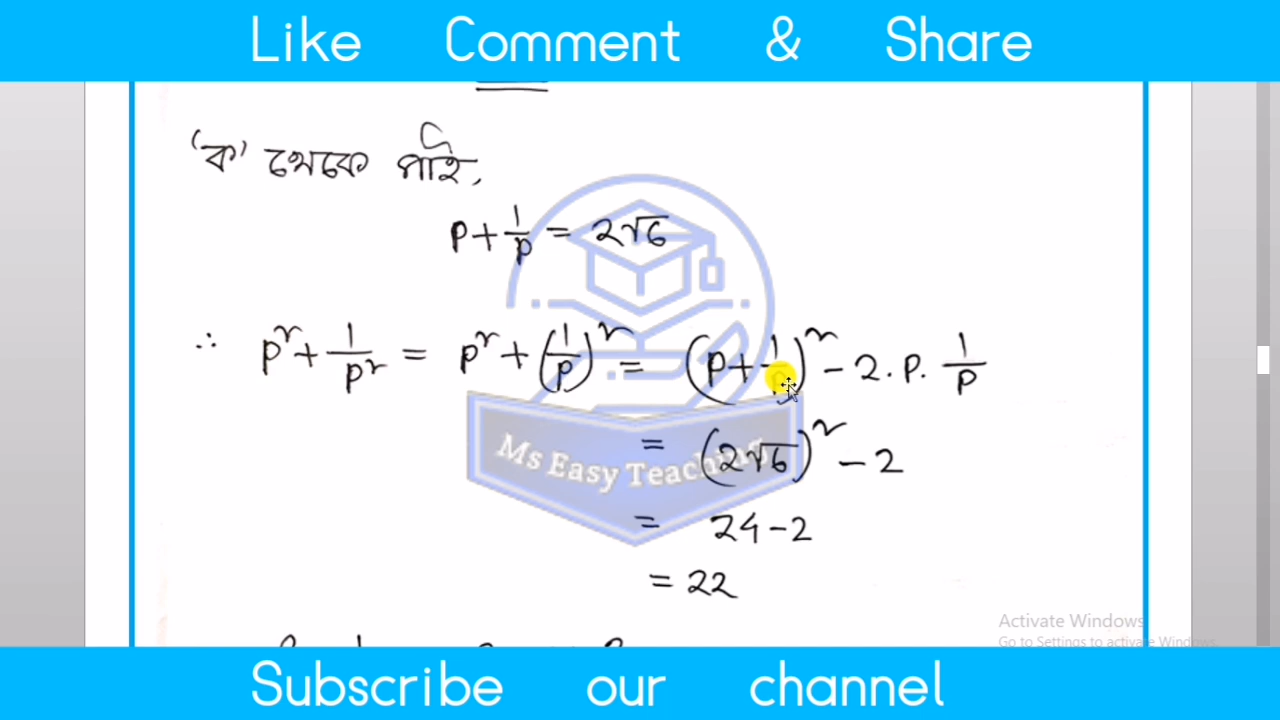 Like Comment & Share
'ক' থেকে পাই,
p + 1/p = 2√6
∴ p² + 1/p² = p² + (1/p)² = (p + 1/p)² - 2 . p . 1/p
= (2√6)² - 2
Ms Easy Teaching
= 24 - 2
= 22
Activate Windows
Go to Settings to activate Windows.
Subscribe our channel